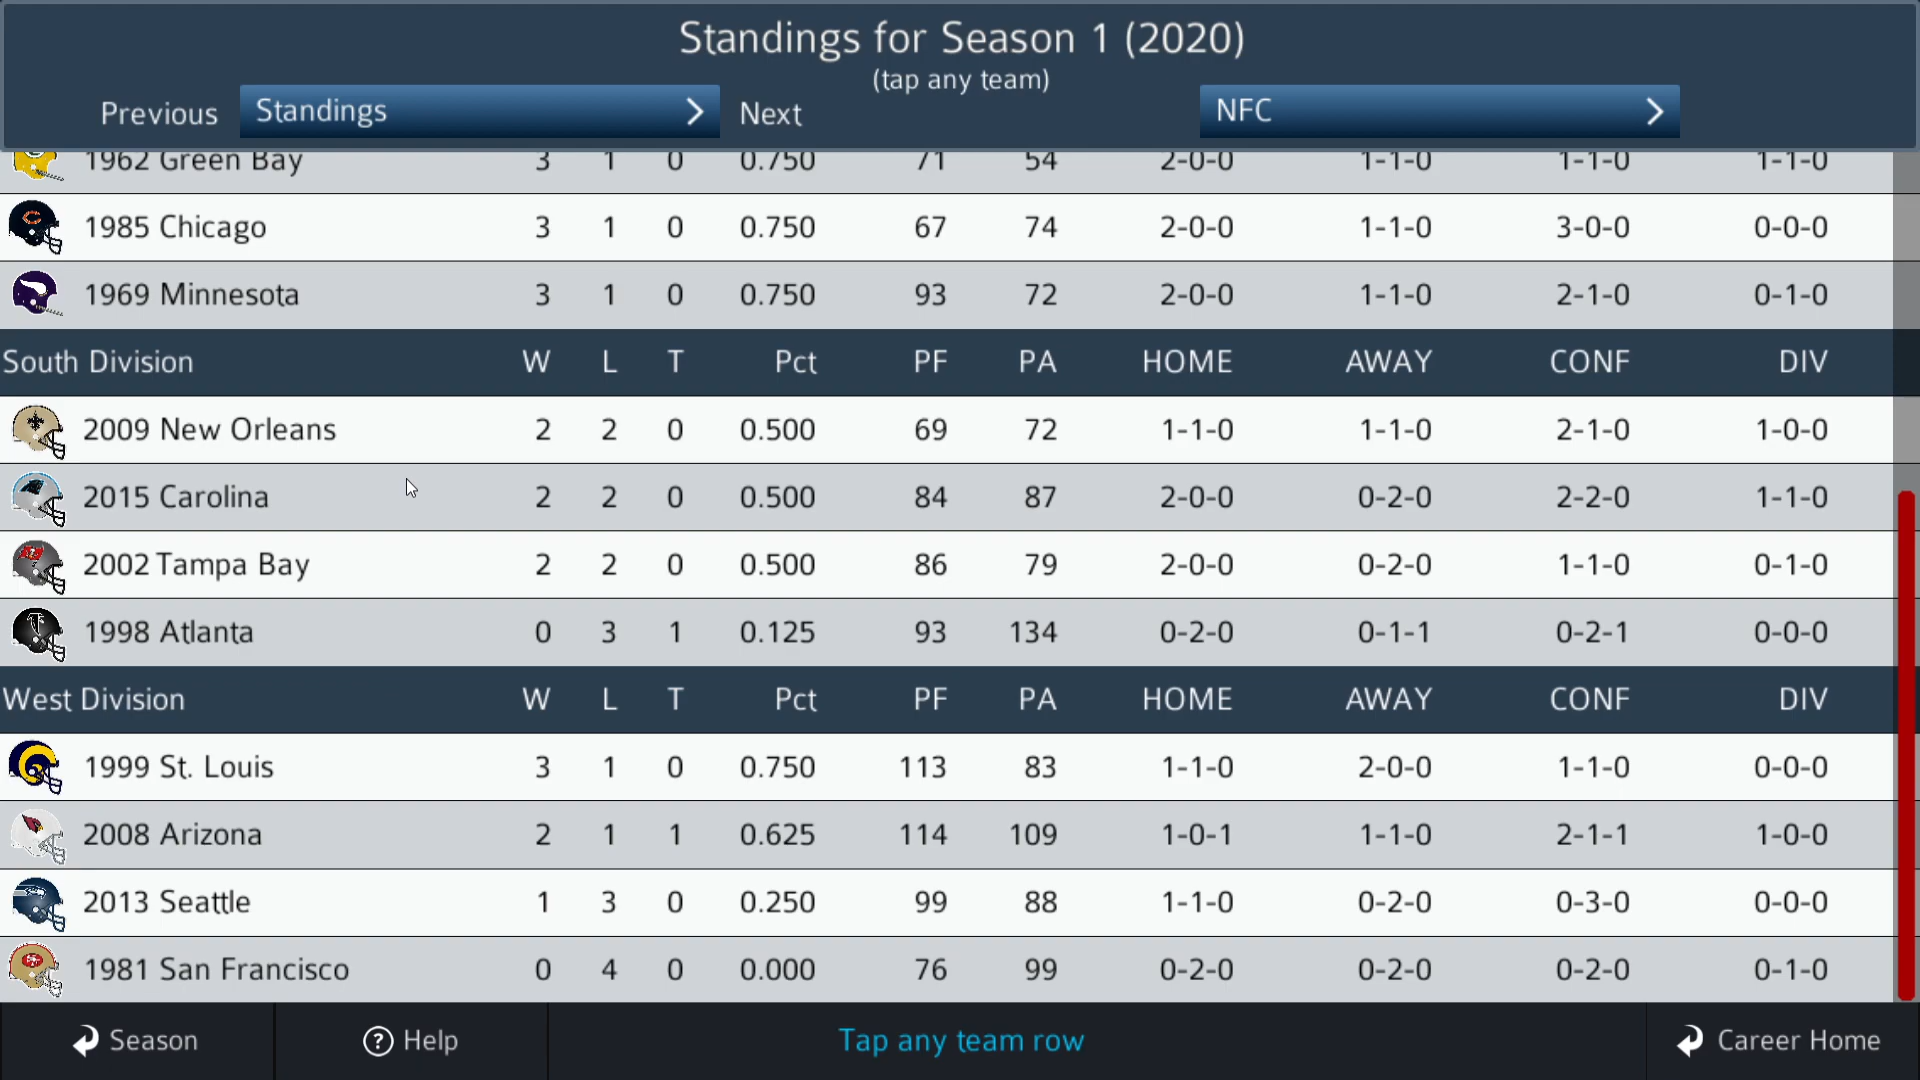 Standings for Season 1 (2020)
(tap any team)
Previous Standings Next NFC
1962 Green Bay 3 1 0 0.750 71 54 2-0-0 1-1-0 1-1-0 1-1-0
1985 Chicago 3 1 0 0.750 67 74 2-0-0 1-1-0 3-0-0 0-0-0
1969 Minnesota 3 1 0 0.750 93 72 2-0-0 1-1-0 2-1-0 0-1-0
South Division W L T Pct PF PA HOME AWAY CONF DIV
2009 New Orleans 2 2 0 0.500 69 72 1-1-0 1-1-0 2-1-0 1-0-0
2015 Carolina 2 2 0 0.500 84 87 2-0-0 0-2-0 2-2-0 1-1-0
2002 Tampa Bay 2 2 0 0.500 86 79 2-0-0 0-2-0 1-1-0 0-1-0
1998 Atlanta 0 3 1 0.125 93 134 0-2-0 0-1-1 0-2-1 0-0-0
West Division W L T Pct PF PA HOME AWAY CONF DIV
1999 St. Louis 3 1 0 0.750 113 83 1-1-0 2-0-0 1-1-0 0-0-0
2008 Arizona 2 1 1 0.625 114 109 1-0-1 1-1-0 2-1-1 1-0-0
2013 Seattle 1 3 0 0.250 99 88 1-1-0 0-2-0 0-3-0 0-0-0
1981 San Francisco 0 4 0 0.000 76 99 0-2-0 0-2-0 0-2-0 0-1-0
Season ? Help Tap any team row Career Home